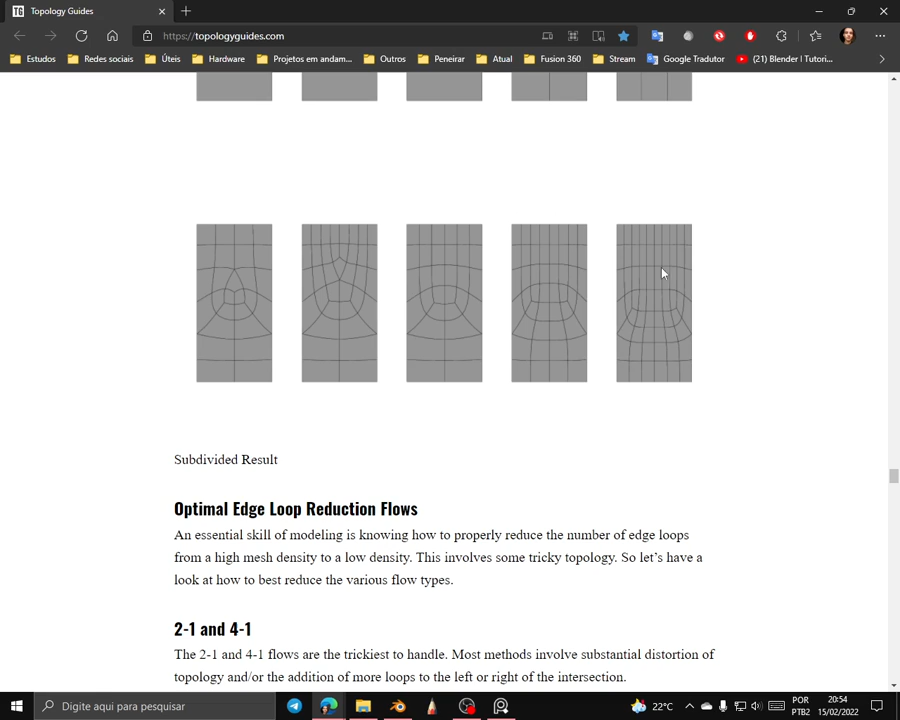 TG Topology Guides
https://topologyguides.com
Estudos Redes sociais Úteis Hardware Projetos em andam... Outros Peneirar Atual Fusion 360 Stream Google Tradutor (21) Blender | Tutori...
Subdivided Result
Optimal Edge Loop Reduction Flows
An essential skill of modeling is knowing how to properly reduce the number of edge loops
from a high mesh density to a low density. This involves some tricky topology. So let’s have a
look at how to best reduce the various flow types.
2-1 and 4-1
The 2-1 and 4-1 flows are the trickiest to handle. Most methods involve substantial distortion of
topology and/or the addition of more loops to the left or right of the intersection.
Digite aqui para pesquisar
22°C
POR
PTB2
20:54
15/02/2022